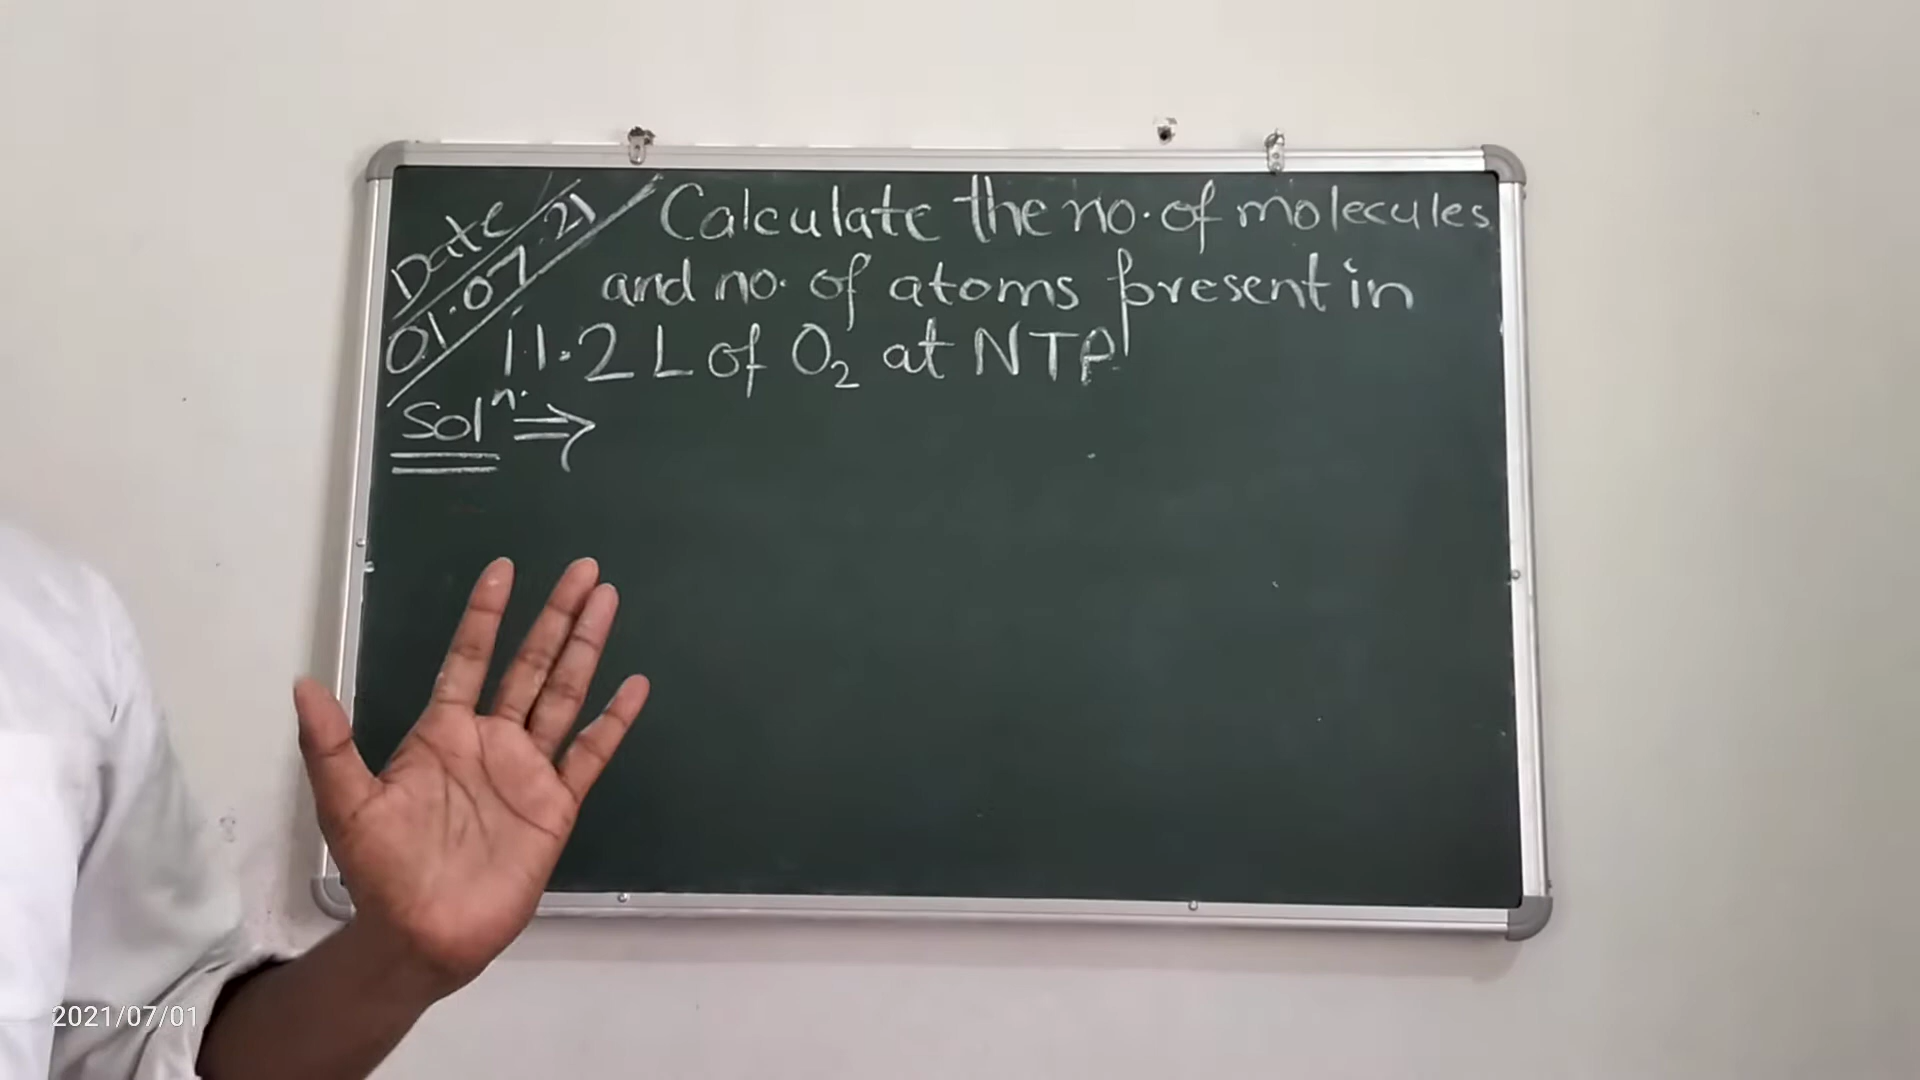 Date
01.07.21
Calculate the no. of molecules
and no. of atoms present in
11.2 L of O₂ at NTP
Solⁿ· ⇒
2021/07/01